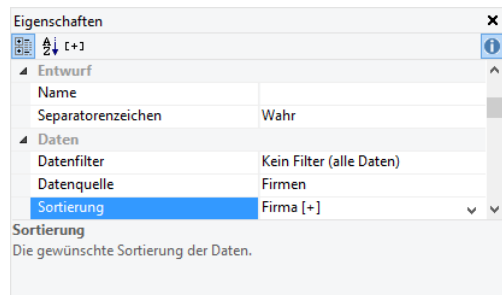 Eigenschaften
A Z [+]
Entwurf
Name
Separatorenzeichen Wahr
Daten
Datenfilter Kein Filter (alle Daten)
Datenquelle Firmen
Sortierung Firma [+]
Sortierung
Die gewünschte Sortierung der Daten.